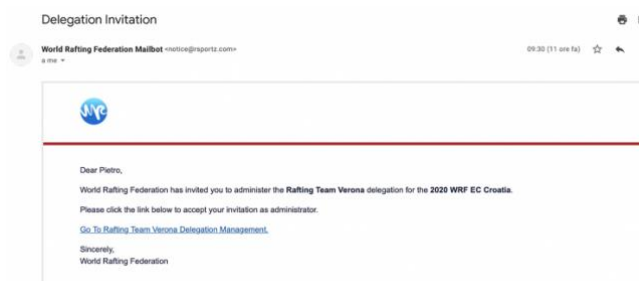 Delegation Invitation
World Rafting Federation Mailbot <notice@rsportz.com>
09:30 (11 ore fa)
a me
Dear Pietro,
World Rafting Federation has invited you to administer the Rafting Team Verona delegation for the 2020 WRF EC Croatia.
Please click the link below to accept your invitation as administrator.
Go To Rafting Team Verona Delegation Management.
Sincerely,
World Rafting Federation